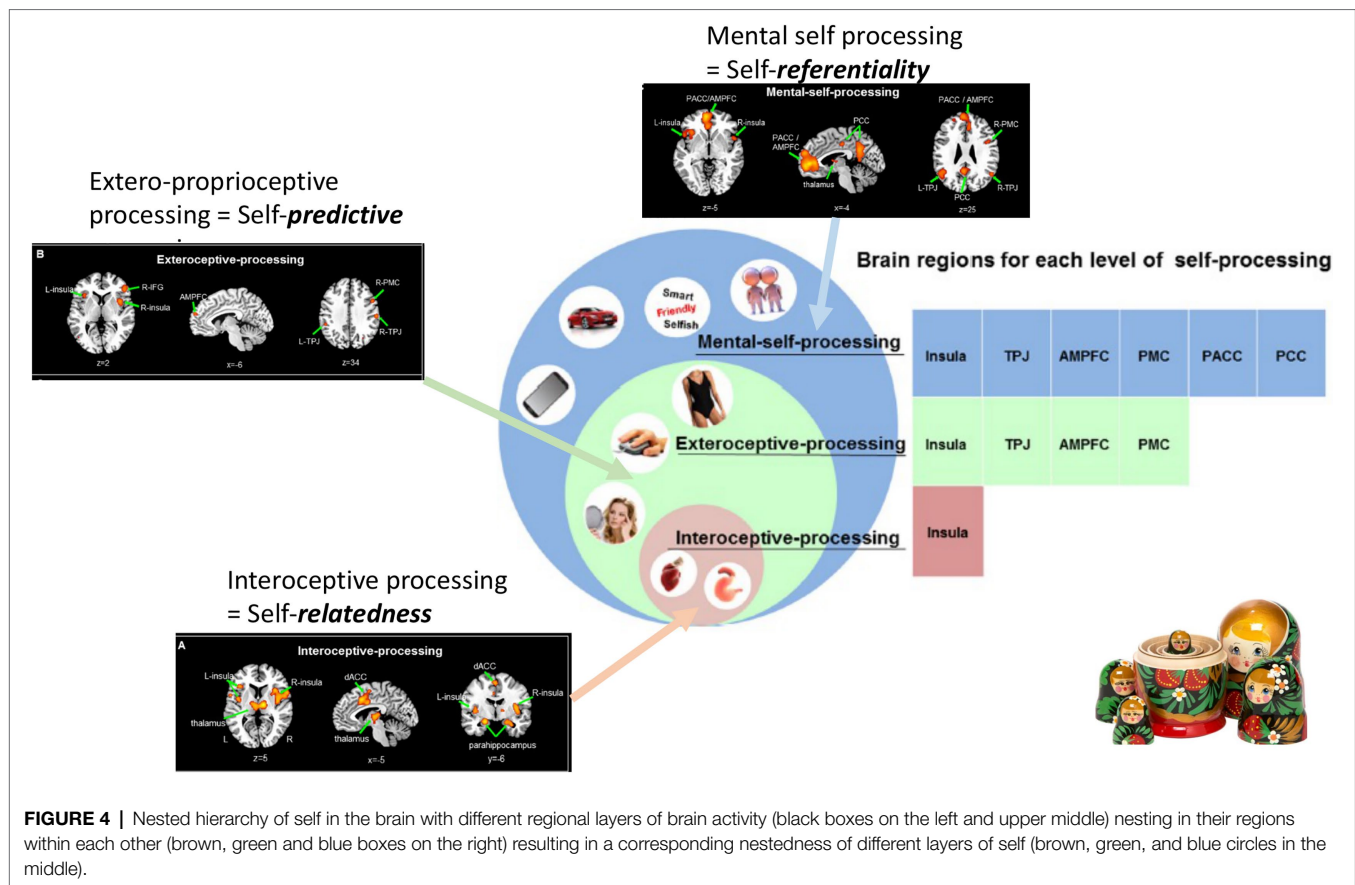 Mental self processing
= Self-referentiality
Mental-self-processing
PACC/AMPFC
L-insula
R-insula
z=-5
PCC
PACC /
AMPFC
thalamus
x=-4
PACC / AMPFC
R-PMC
L-TPJ
R-TPJ
PCC
z=25
Extero-proprioceptive
processing = Self-predictive
B
Exteroceptive-processing
L-insula
R-IFG
R-insula
z=2
AMPFC
x=-6
R-PMC
L-TPJ
R-TPJ
z=34
Smart
Friendly
Selfish
Mental-self-processing
Exteroceptive-processing
Interoceptive-processing
Brain regions for each level of self-processing
Insula TPJ AMPFC PMC PACC PCC
Insula TPJ AMPFC PMC
Insula
Interoceptive processing
= Self-relatedness
A
Interoceptive-processing
L-insula
R-insula
thalamus
L R
z=5
dACC
thalamus
x=-5
dACC
L-insula
R-insula
parahippocampus
y=-6
FIGURE 4 | Nested hierarchy of self in the brain with different regional layers of brain activity (black boxes on the left and upper middle) nesting in their regions
within each other (brown, green and blue boxes on the right) resulting in a corresponding nestedness of different layers of self (brown, green, and blue circles in the
middle).